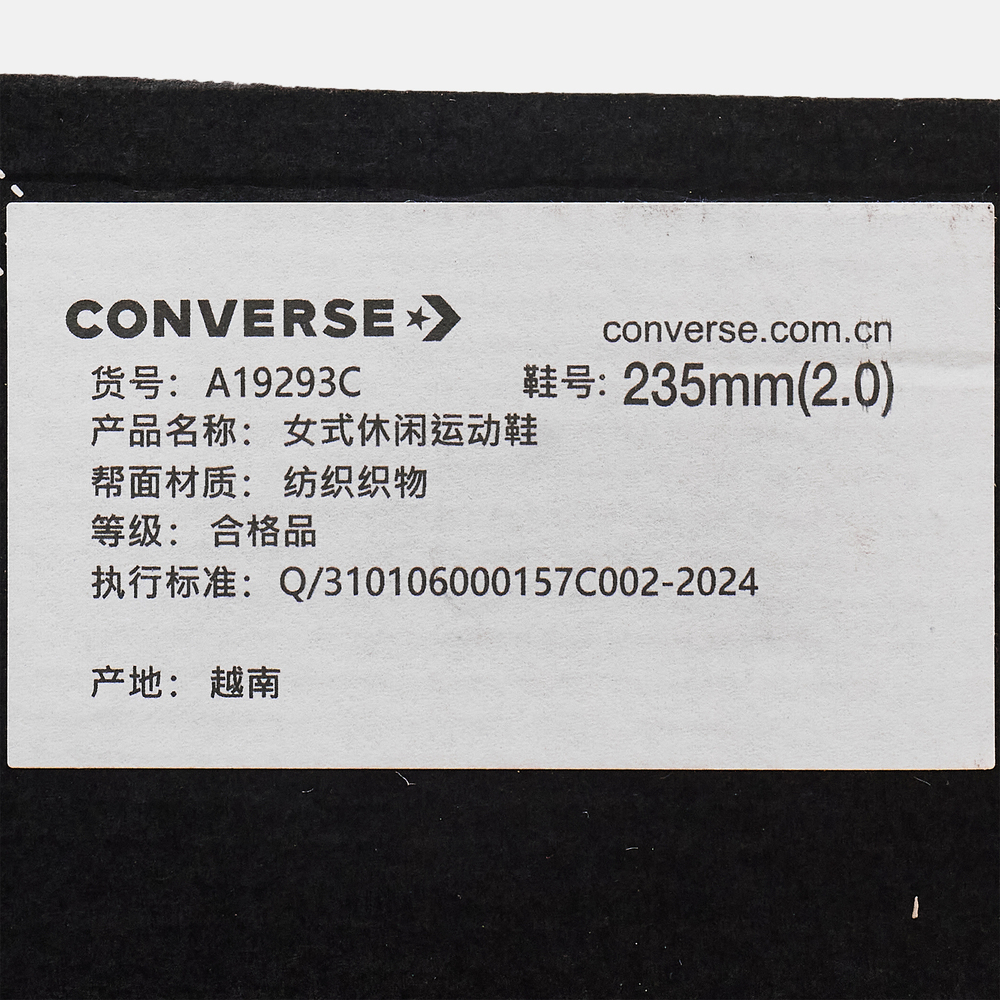 CONVERSE
converse.com.cn
货号：A19293C 鞋号: 235mm(2.0)
产品名称：女式休闲运动鞋
帮面材质：纺织织物
等级：合格品
执行标准：Q/310106000157C002-2024
产地：越南